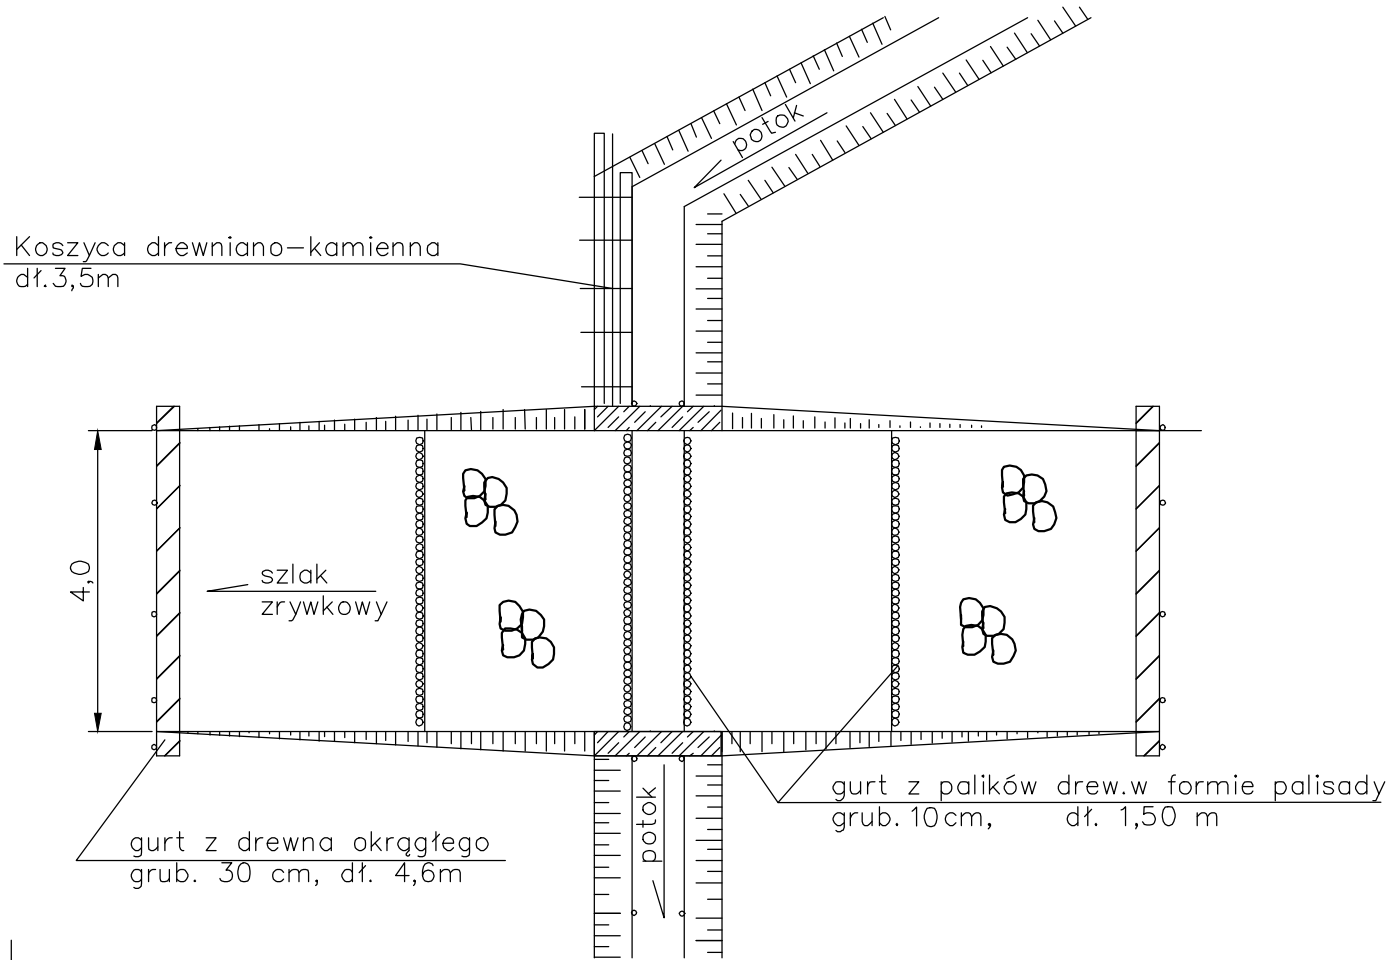 potok
Koszyca drewniano-kamienna
dł.3,5m
4,0
szlak
zrywkowy
gurt z palików drew.w formie palisady
grub. 10cm, dł. 1,50 m
potok
gurt z drewna okrągłego
grub. 30 cm, dł. 4,6m